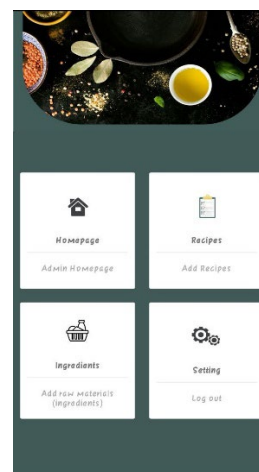 Homepage
Admin Homepage
Recipes
Add Recipes
Ingredients
Add raw materials
(ingredients)
Setting
Log out